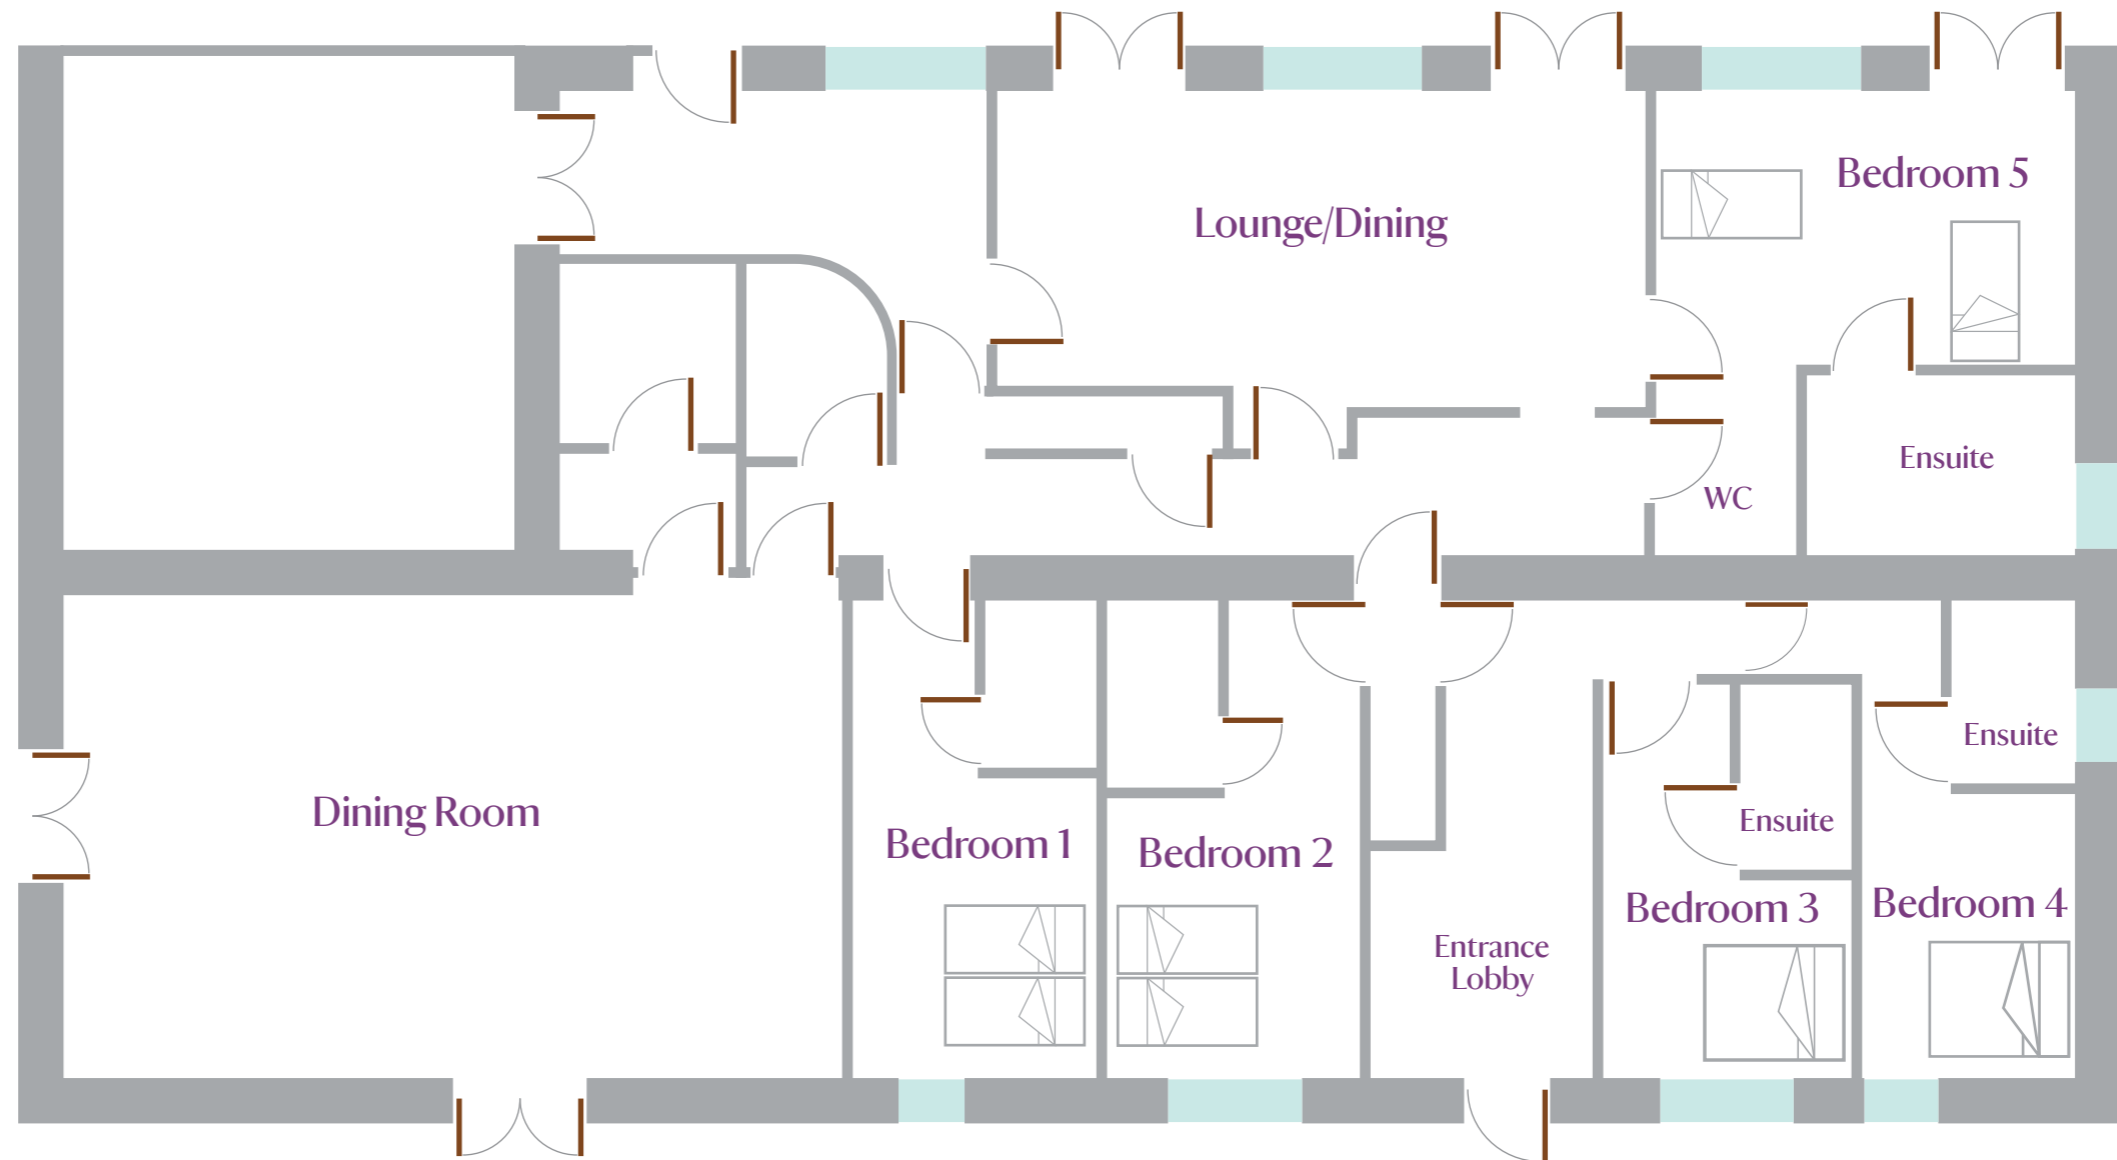 Bedroom 5
Lounge/Dining
Ensuite
WC
Ensuite
Dining Room
Ensuite
Bedroom 1
Bedroom 2
Bedroom 3
Bedroom 4
Entrance
Lobby